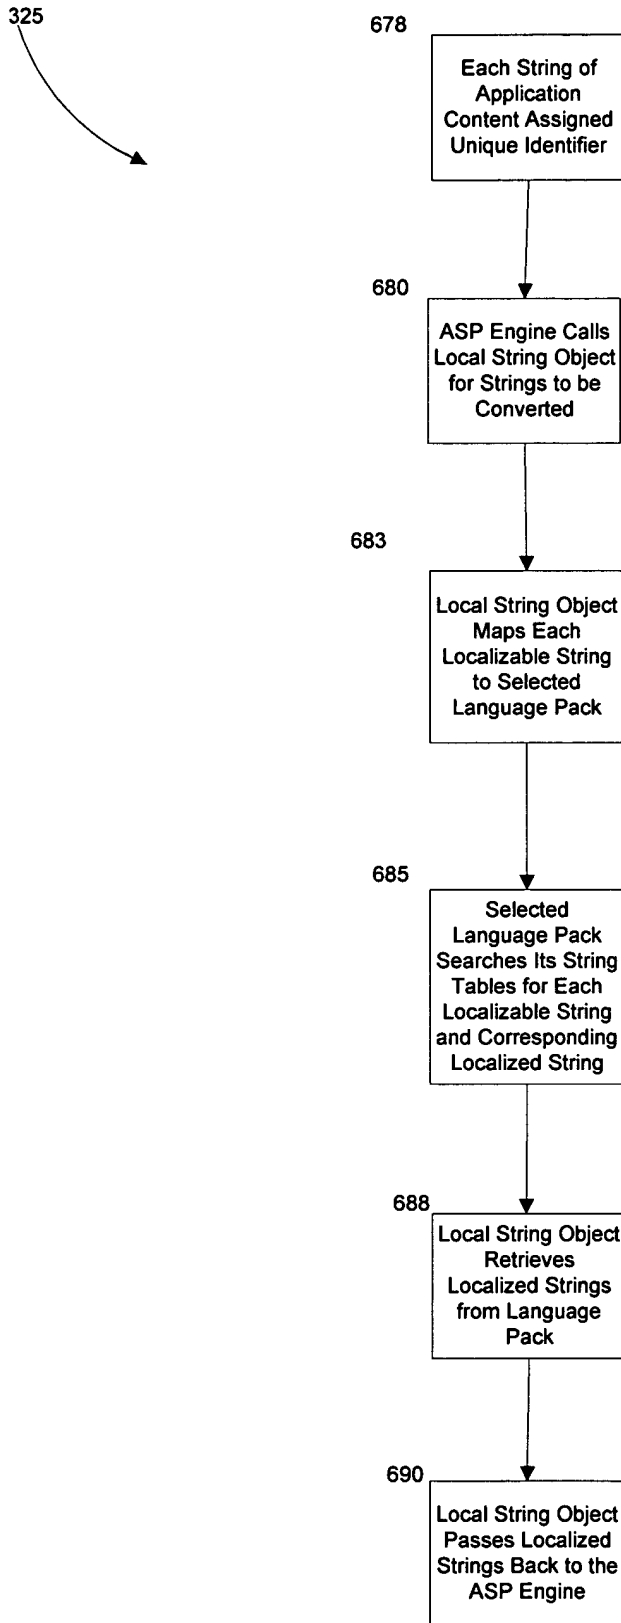 325
678
Each String of
Application
Content Assigned
Unique Identifier
680
ASP Engine Calls
Local String Object
for Strings to be
Converted
683
Local String Object
Maps Each
Localizable String
to Selected
Language Pack
685
Selected
Language Pack
Searches Its String
Tables for Each
Localizable String
and Corresponding
Localized String
688
Local String Object
Retrieves
Localized Strings
from Language
Pack
690
Local String Object
Passes Localized
Strings Back to the
ASP Engine